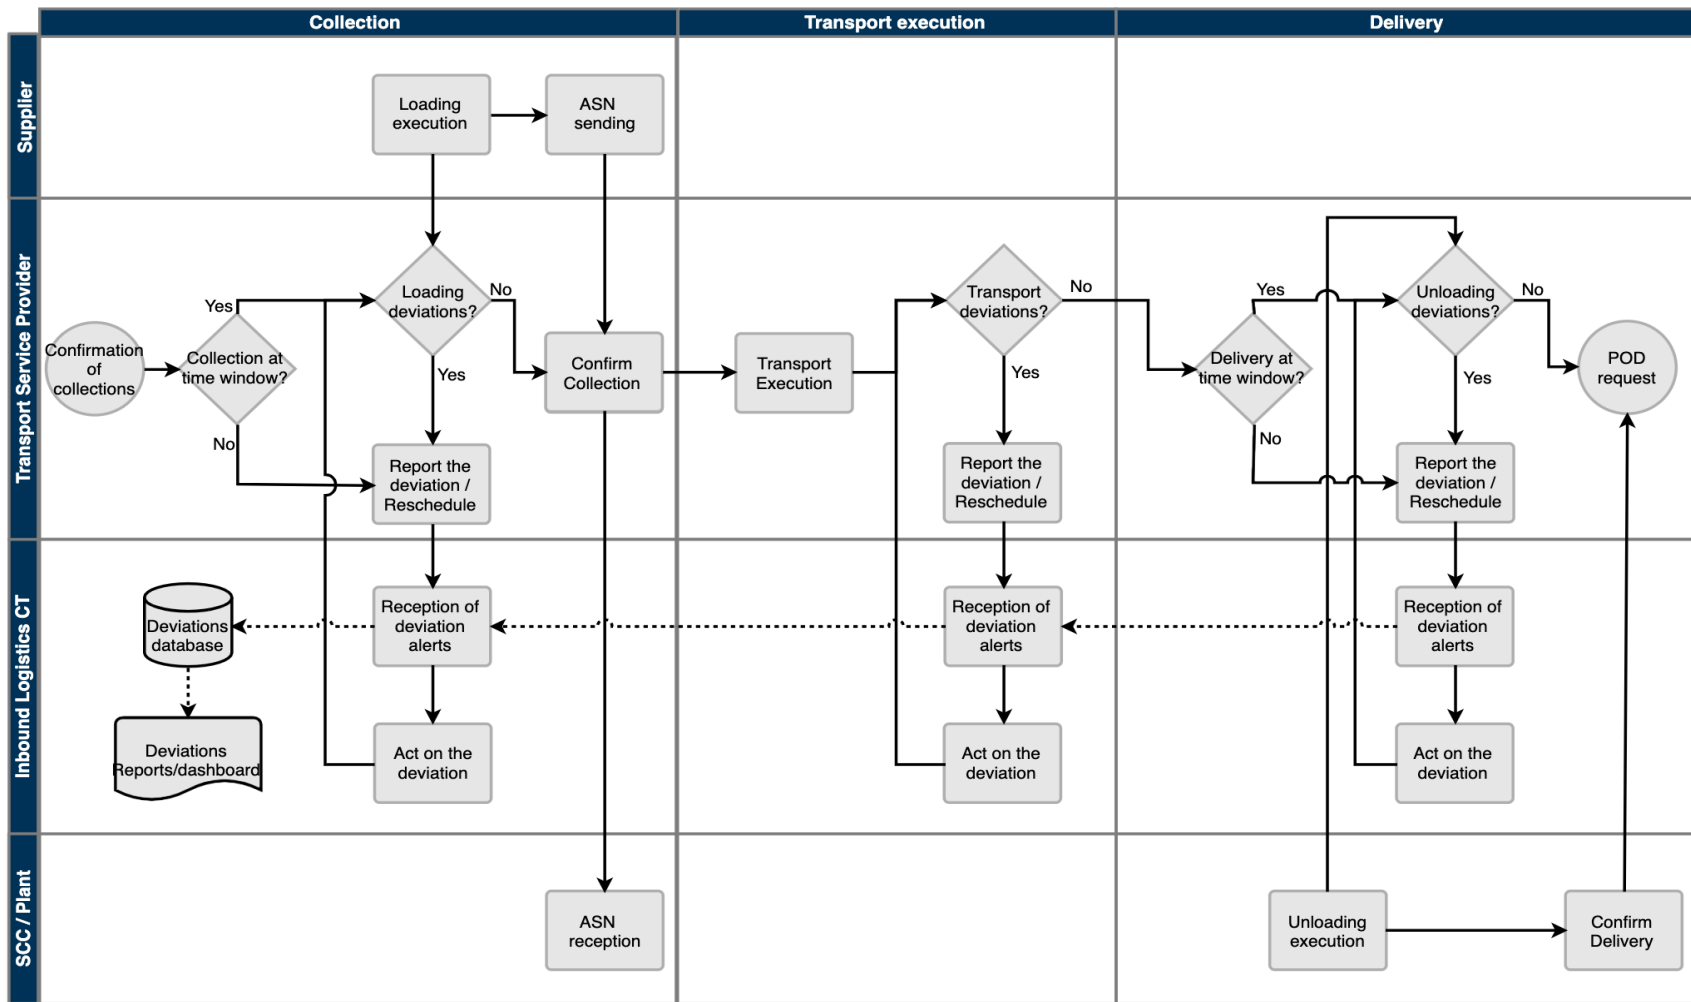 Collection
Transport execution
Delivery
Supplier
Loading
execution
ASN
sending
Transport Service Provider
Confirmation
of
collections
Collection at
time window?
Yes
No
Loading
deviations?
No
Yes
Confirm
Collection
Report the
deviation /
Reschedule
Transport
Execution
Transport
deviations?
No
Yes
Report the
deviation /
Reschedule
Delivery at
time window?
Yes
No
Unloading
deviations?
No
Yes
POD
request
Report the
deviation /
Reschedule
Inbound Logistics CT
Deviations
database
Deviations
Reports/dashboard
Reception of
deviation
alerts
Act on the
deviation
Reception of
deviation
alerts
Act on the
deviation
Reception of
deviation
alerts
Act on the
deviation
SCC / Plant
ASN
reception
Unloading
execution
Confirm
Delivery